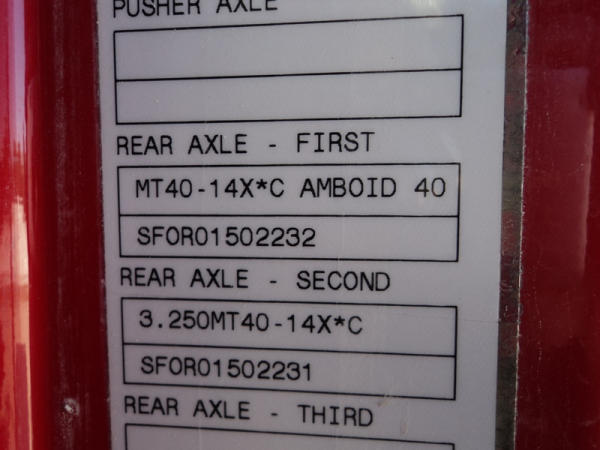 PUSHER AXLE
REAR AXLE - FIRST
MT40-14X*C AMBOID 40
SFOR01502232
REAR AXLE - SECOND
3.250MT40-14X*C
SFOR01502231
REAR AXLE - THIRD